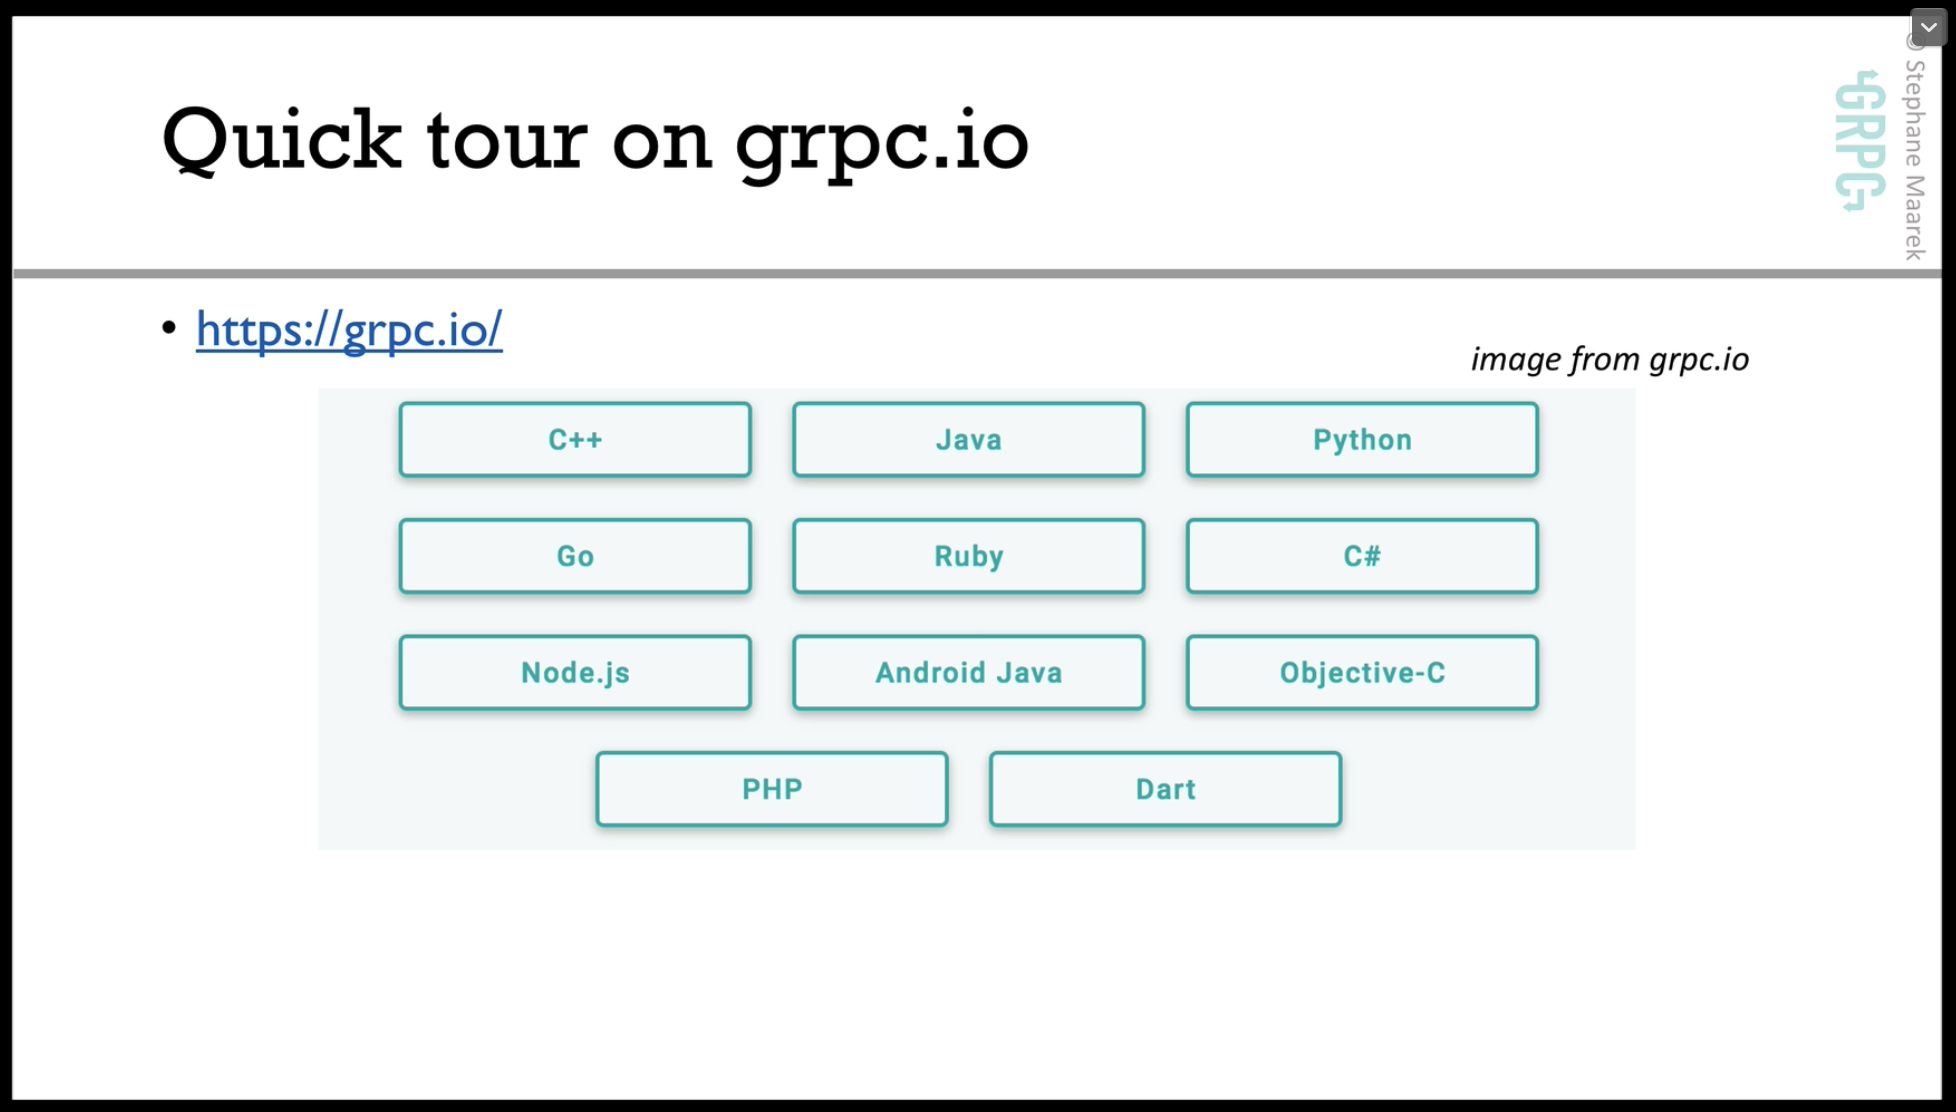 Quick tour on grpc.io
GRPC
© Stephane Maarek
• https://grpc.io/
image from grpc.io
C++ Java Python
Go Ruby C#
Node.js Android Java Objective-C
PHP Dart